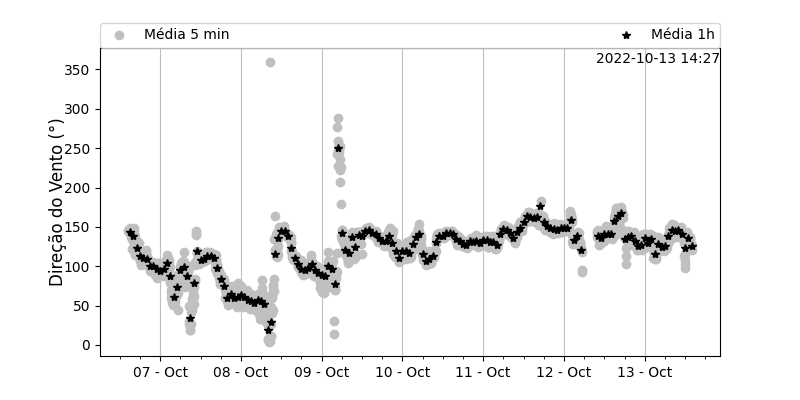 Média 5 min
Média 1h
2022-10-13 14:27
Direção do Vento (°)
350
300
250
200
150
100
50
0
07 - Oct
08 - Oct
09 - Oct
10 - Oct
11 - Oct
12 - Oct
13 - Oct